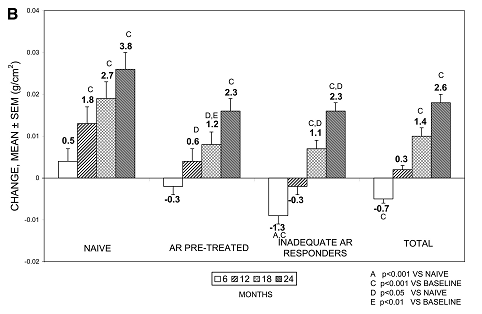 B
CHANGE, MEAN ± SEM (g/cm²)
0.04
0.03
0.02
0.01
0
-0.01
-0.02
C
3.8
C
2.7
C
1.8
0.5
C
2.3
D,E
1.2
D
0.6
-0.3
C,D
2.3
C,D
1.1
-0.3
-1.3
A,C
C
2.6
C
1.4
0.3
-0.7
C
NAIVE
AR PRE-TREATED
INADEQUATE AR
RESPONDERS
TOTAL
6 12 18 24
MONTHS
A p<0.001 VS NAIVE
C p<0.001 VS BASELINE
D p<0.05 VS NAIVE
E p<0.01 VS BASELINE